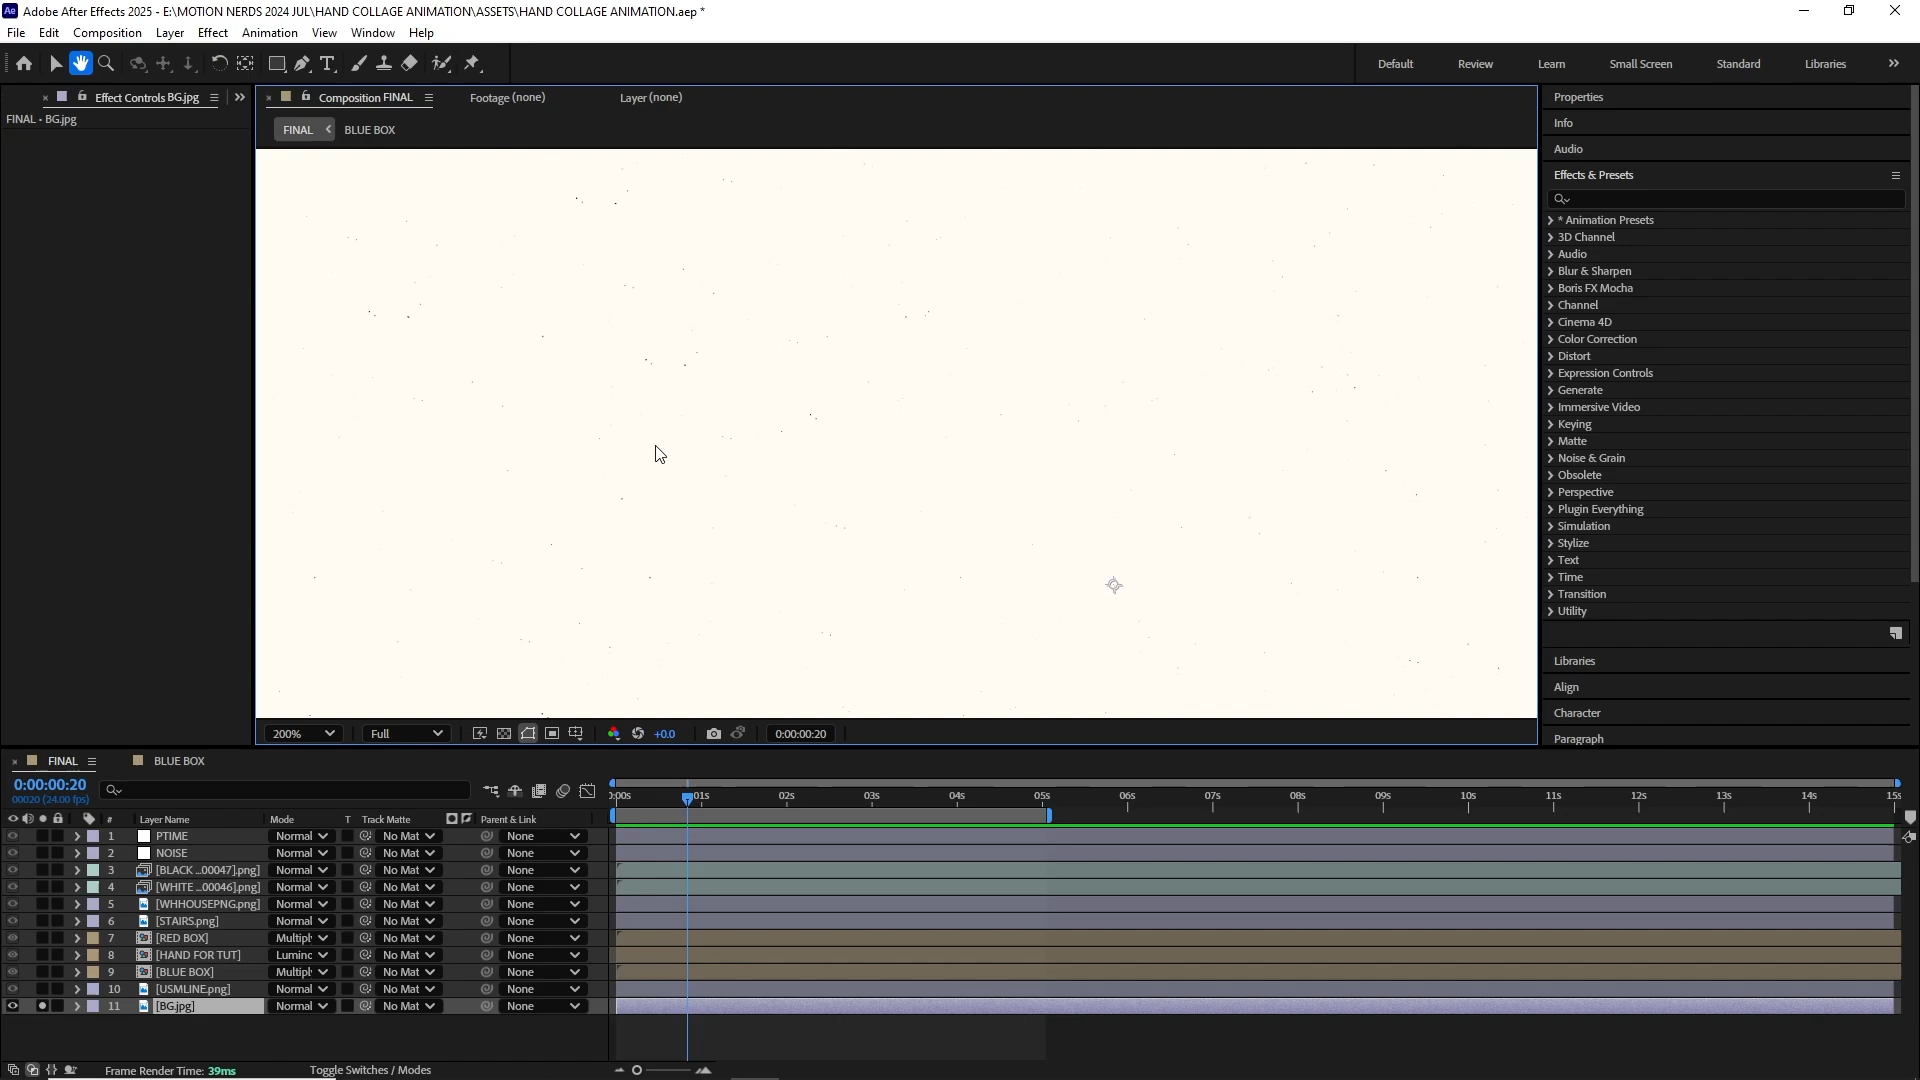 Adobe After Effects 2025 - E:\MOTION NERDS 2024 JUL\HAND COLLAGE ANIMATION\ASSETS\HAND COLLAGE ANIMATION.aep *
File Edit Composition Layer Effect Animation View Window Help
Default Review Learn Small Screen Standard Libraries
Effect Controls BG.jpg
FINAL • BG.jpg
Composition FINAL
Footage (none)
Layer (none)
FINAL
BLUE BOX
200%
Full
+0.0
0:00:00:20
Properties
Info
Audio
Effects & Presets
* Animation Presets
3D Channel
Audio
Blur & Sharpen
Boris FX Mocha
Channel
Cinema 4D
Color Correction
Distort
Expression Controls
Generate
Immersive Video
Keying
Matte
Noise & Grain
Obsolete
Perspective
Plugin Everything
Simulation
Stylize
Text
Time
Transition
Utility
Libraries
Align
Character
Paragraph
FINAL
BLUE BOX
0:00:00:20
00020 (24.00 fps)
0:00s 01s 02s 03s 04s 05s 06s 07s 08s 09s 10s 11s 12s 13s 14s 15s
# Layer Name Mode T Track Matte Parent & Link
1 PTIME Normal No Mat None
2 NOISE Normal No Mat None
3 [BLACK ...00047].png] Normal No Mat None
4 [WHITE ...00046].png] Normal No Mat None
5 [WHHOUSEPNG.png] Normal No Mat None
6 [STAIRS.png] Normal No Mat None
7 [RED BOX] Multipl No Mat None
8 [HAND FOR TUT] Luminc No Mat None
9 [BLUE BOX] Multipl No Mat None
10 [USMLINE.png] Normal No Mat None
11 [BG.jpg] Normal No Mat None
Frame Render Time: 39ms
Toggle Switches / Modes